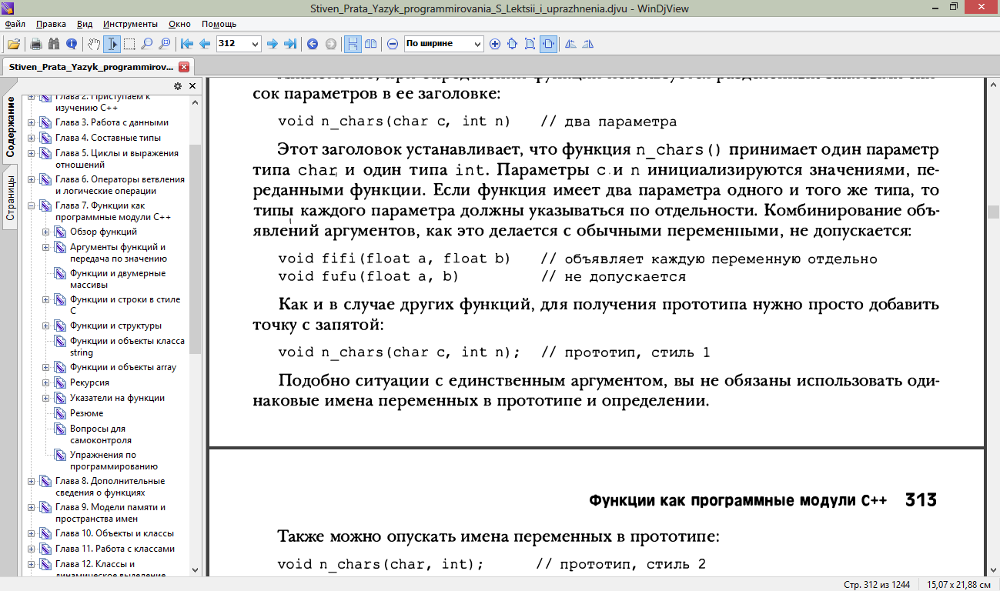 Stiven_Prata_Yazyk_programmirovania_S_Lektsii_i_uprazhnenia.djvu - WinDjView
Файл Правка Вид Инструменты Окно Помощь
312
По ширине
Stiven_Prata_Yazyk_programmirov...
Содержание
Страницы
Глава 2. Приступаем к
изучению C++
Глава 3. Работа с данными
Глава 4. Составные типы
Глава 5. Циклы и выражения
отношений
Глава 6. Операторы ветвления
и логические операции
Глава 7. Функции как
программные модули C++
Обзор функций
Аргументы функций и
передача по значению
Функции и двумерные
массивы
Функции и строки в стиле
C
Функции и структуры
Функции и объекты класса
string
Функции и объекты array
Рекурсия
Указатели на функции
Резюме
Вопросы для
самоконтроля
Упражнения по
программированию
Глава 8. Дополнительные
сведения о функциях
Глава 9. Модели памяти и
пространства имен
Глава 10. Объекты и классы
Глава 11. Работа с классами
Глава 12. Классы и
динамическое выделение
сок параметров в ее заголовке:
void n_chars(char c, int n) // два параметра
Этот заголовок устанавливает, что функция n_chars() принимает один параметр
типа char, и один типа int. Параметры c и n инициализируются значениями, пе-
реданными функции. Если функция имеет два параметра одного и того же типа, то
типы каждого параметра должны указываться по отдельности. Комбинирование объ-
явлений аргументов, как это делается с обычными переменными, не допускается:
void fifi(float a, float b) // объявляет каждую переменную отдельно
void fufu(float a, b) // не допускается
Как и в случае других функций, для получения прототипа нужно просто добавить
точку с запятой:
void n_chars(char c, int n); // прототип, стиль 1
Подобно ситуации с единственным аргументом, вы не обязаны использовать оди-
наковые имена переменных в прототипе и определении.
Функции как программные модули C++ 313
Также можно опускать имена переменных в прототипе:
void n_chars(char, int); // прототип, стиль 2
Стр. 312 из 1244 15,07 x 21,88 см